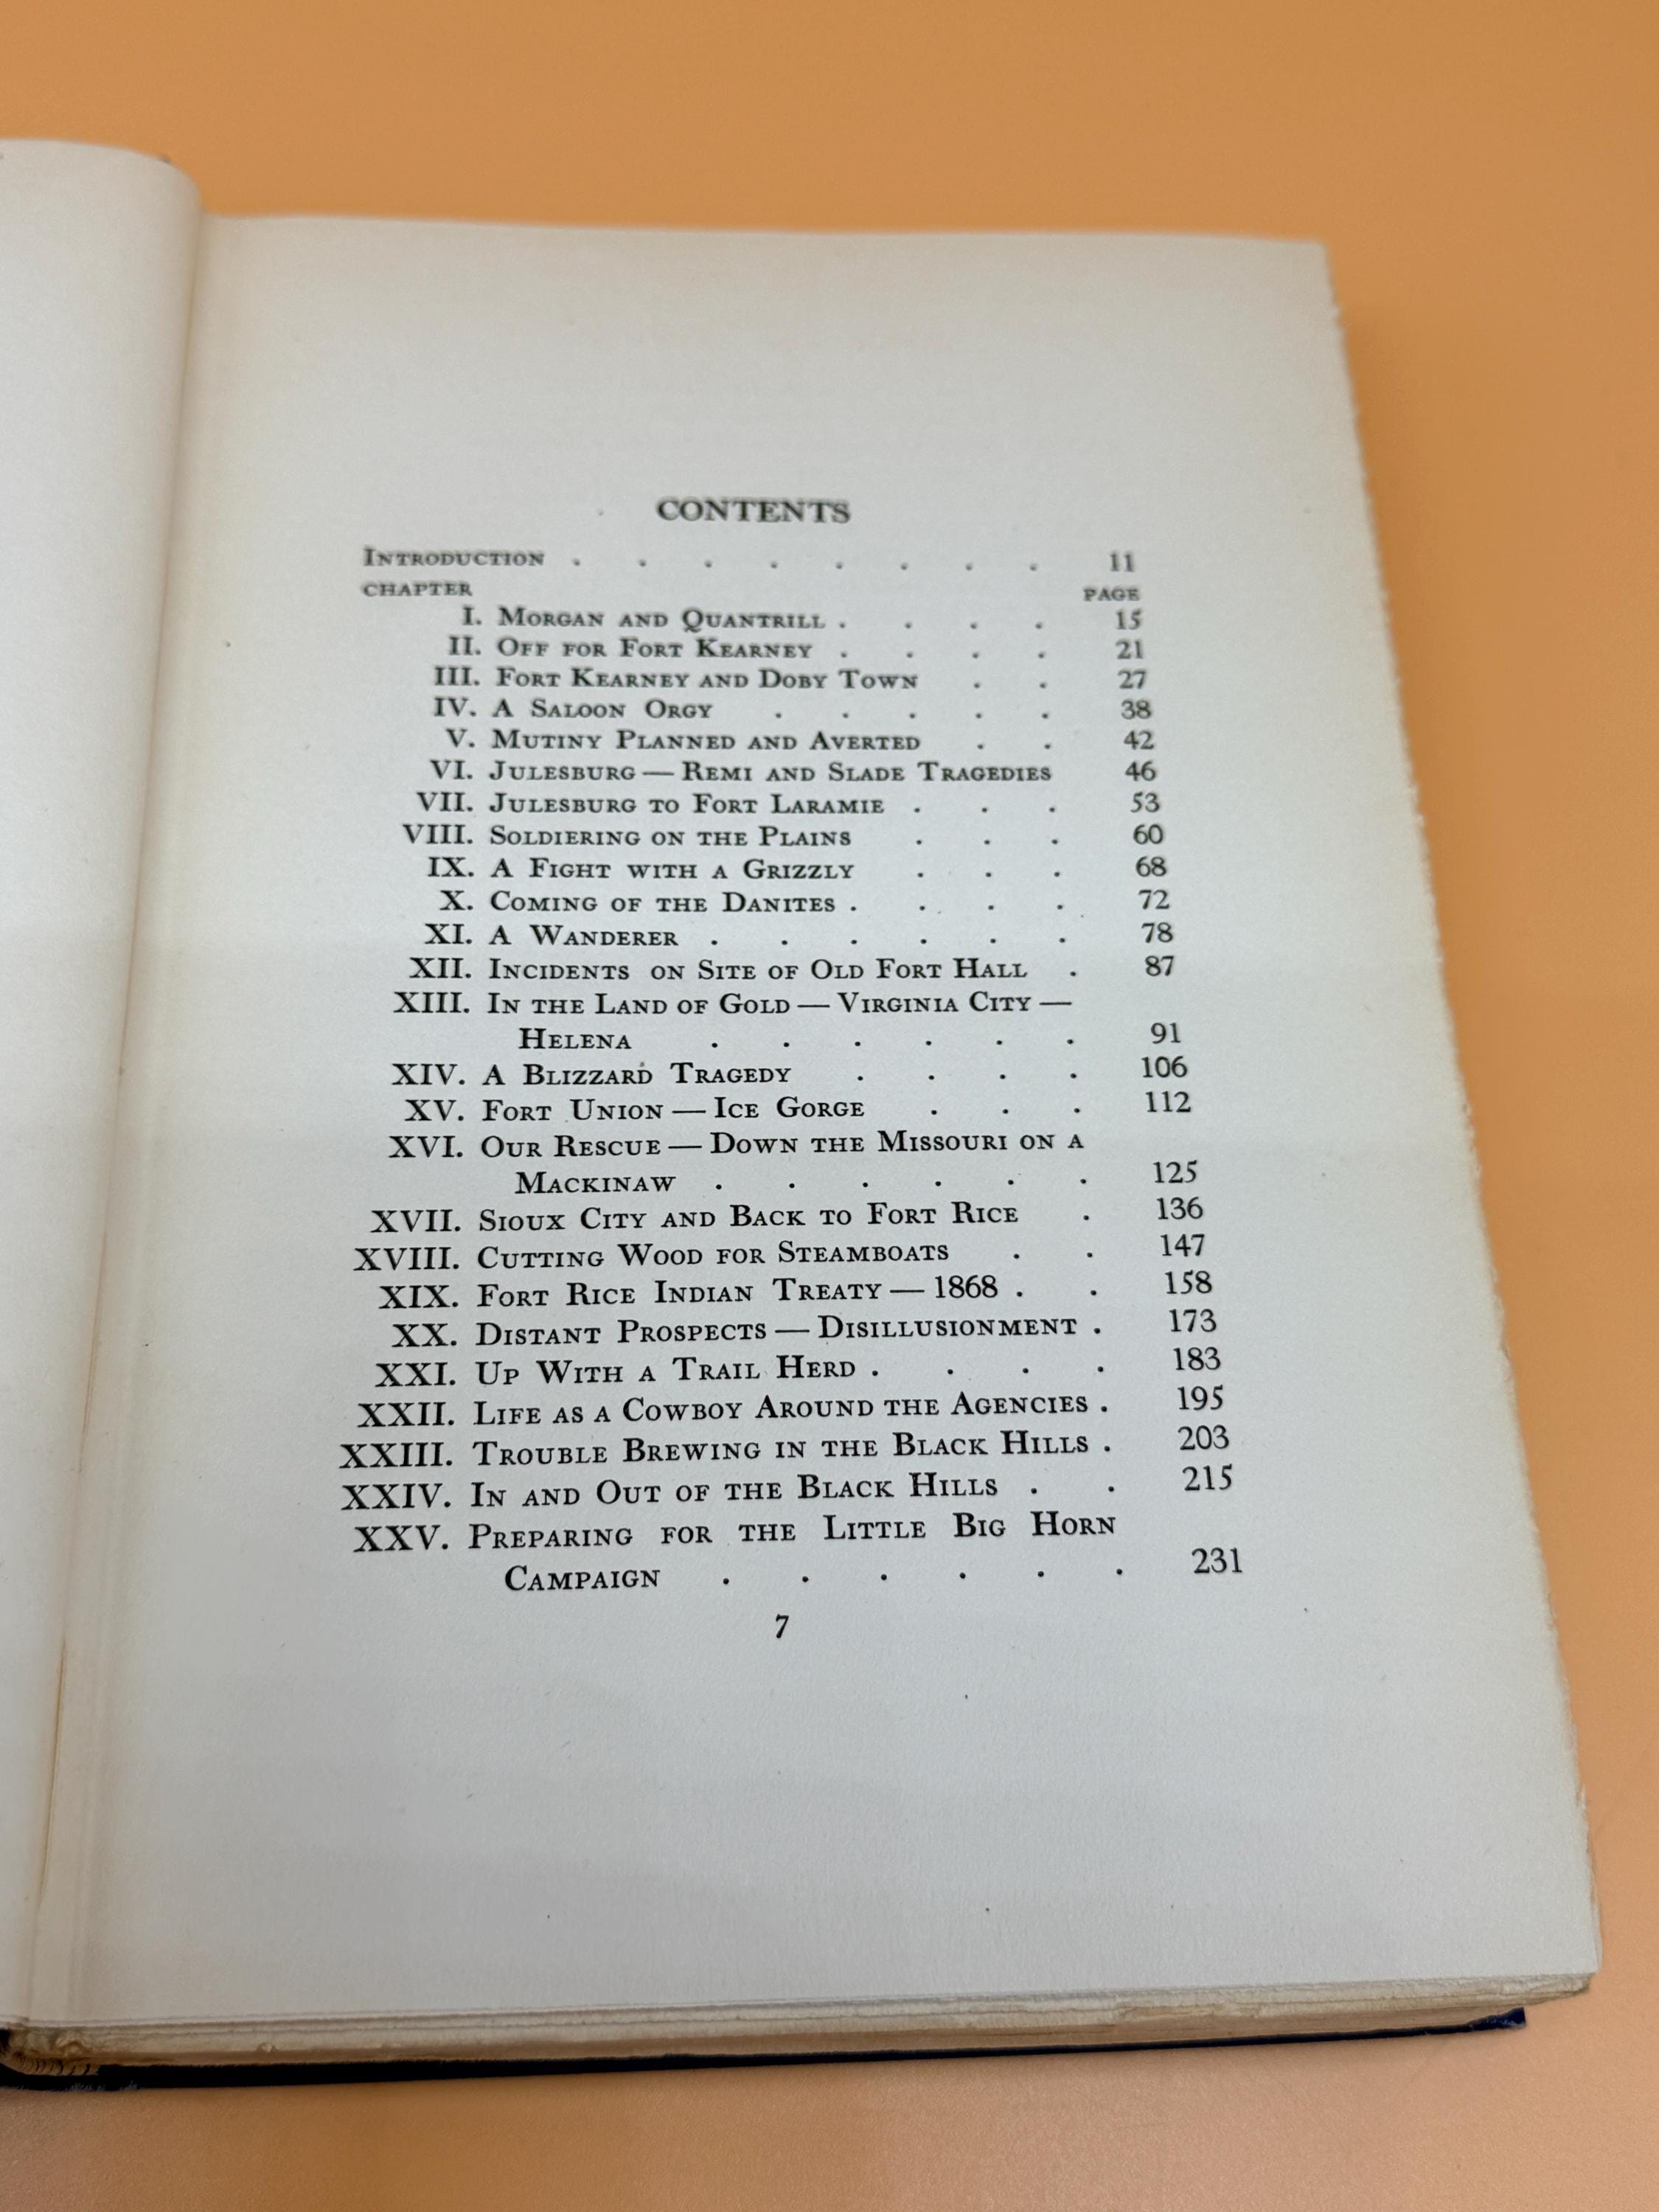 CONTENTS
INTRODUCTION . . . . . . . . 11
CHAPTER PAGE
I. MORGAN AND QUANTRILL . . . . 15
II. OFF FOR FORT KEARNEY . . . . 21
III. FORT KEARNEY AND DOBY TOWN . . 27
IV. A SALOON ORGY . . . . . 38
V. MUTINY PLANNED AND AVERTED . . 42
VI. JULESBURG — REMI AND SLADE TRAGEDIES 46
VII. JULESBURG TO FORT LARAMIE . . . 53
VIII. SOLDIERING ON THE PLAINS . . . 60
IX. A FIGHT WITH A GRIZZLY . . . 68
X. COMING OF THE DANITES . . . . 72
XI. A WANDERER . . . . . . 78
XII. INCIDENTS ON SITE OF OLD FORT HALL . 87
XIII. IN THE LAND OF GOLD — VIRGINIA CITY —
HELENA . . . . . . 91
XIV. A BLIZZARD TRAGEDY . . . . 106
XV. FORT UNION — ICE GORGE . . . 112
XVI. OUR RESCUE — DOWN THE MISSOURI ON A
MACKINAW . . . . . . 125
XVII. SIOUX CITY AND BACK TO FORT RICE . 136
XVIII. CUTTING WOOD FOR STEAMBOATS . . 147
XIX. FORT RICE INDIAN TREATY — 1868 . . 158
XX. DISTANT PROSPECTS — DISILLUSIONMENT . 173
XXI. UP WITH A TRAIL HERD . . . . 183
XXII. LIFE AS A COWBOY AROUND THE AGENCIES . 195
XXIII. TROUBLE BREWING IN THE BLACK HILLS . 203
XXIV. IN AND OUT OF THE BLACK HILLS . . 215
XXV. PREPARING FOR THE LITTLE BIG HORN
CAMPAIGN . . . . . . 231
7